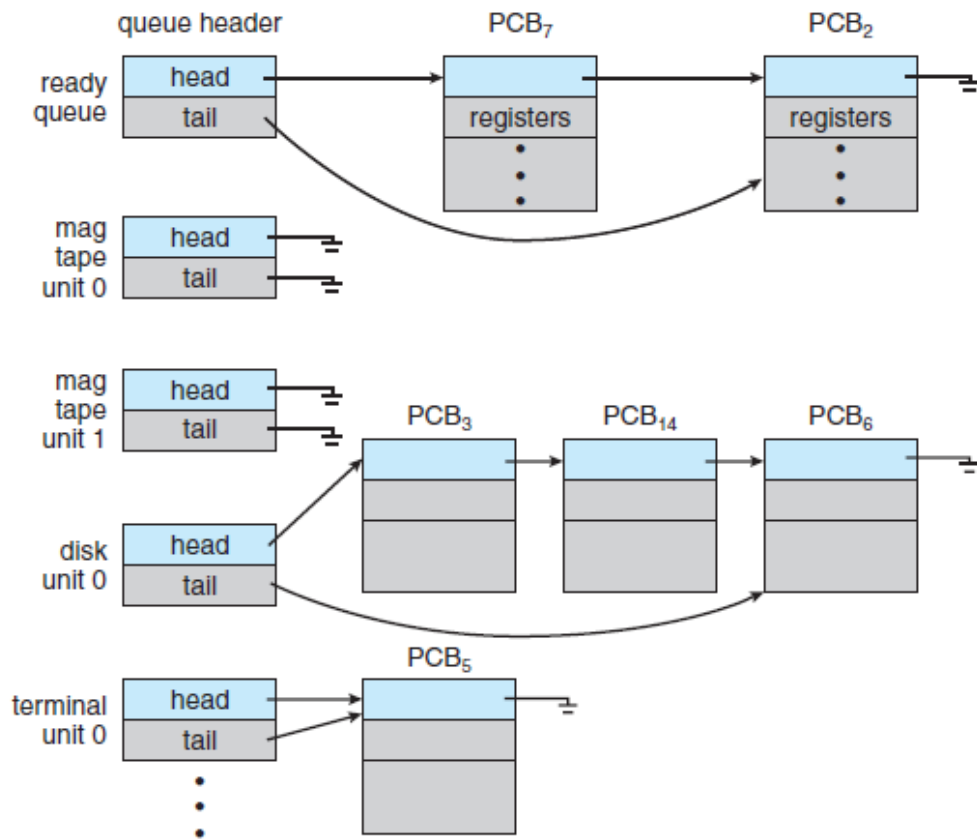 queue header
PCB₇
PCB₂
ready
queue
head
tail
registers
registers
mag
tape
unit 0
head
tail
mag
tape
unit 1
head
tail
PCB₃
PCB₁₄
PCB₆
disk
unit 0
head
tail
PCB₅
terminal
unit 0
head
tail